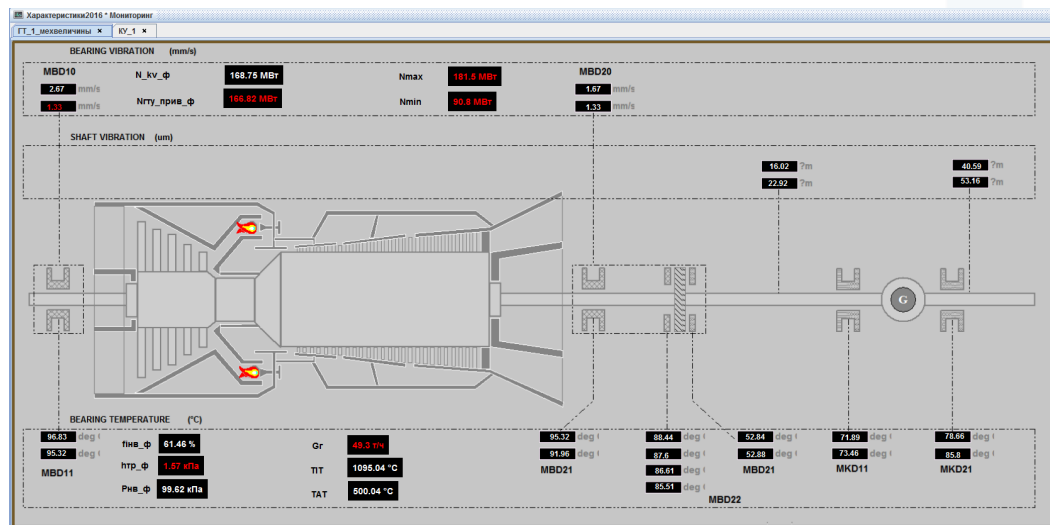 Характеристики2016 * Мониторинг
ГТ_1_мехвеличины × КУ_1 ×
BEARING VIBRATION (mm/s)
MBD10 N_kv_ф 168.75 МВт Nmax 181.5 МВт MBD20
2.67 mm/s 1.67 mm/s
1.33 mm/s Nгту_прив_ф 168.82 МВт Nmin 90.8 МВт 1.33 mm/s
SHAFT VIBRATION (um)
16.02 ?m 40.59 ?m
22.92 ?m 53.16 ?m
G
BEARING TEMPERATURE (°C)
96.83 deg fiнв_ф 61.46 % Gг 49.3 т/ч 95.32 deg 88.44 deg 52.84 deg 71.89 deg 78.66 deg
95.32 deg hтр_ф 1.57 кПа TIT 1095.04 °C 91.96 deg 87.6 deg 52.88 deg 73.46 deg 85.8 deg
MBD11 MBD21 86.61 deg MBD21 MKD11 MKD21
Pнв_ф 99.62 кПа TAT 500.04 °C 85.51 deg
MBD22